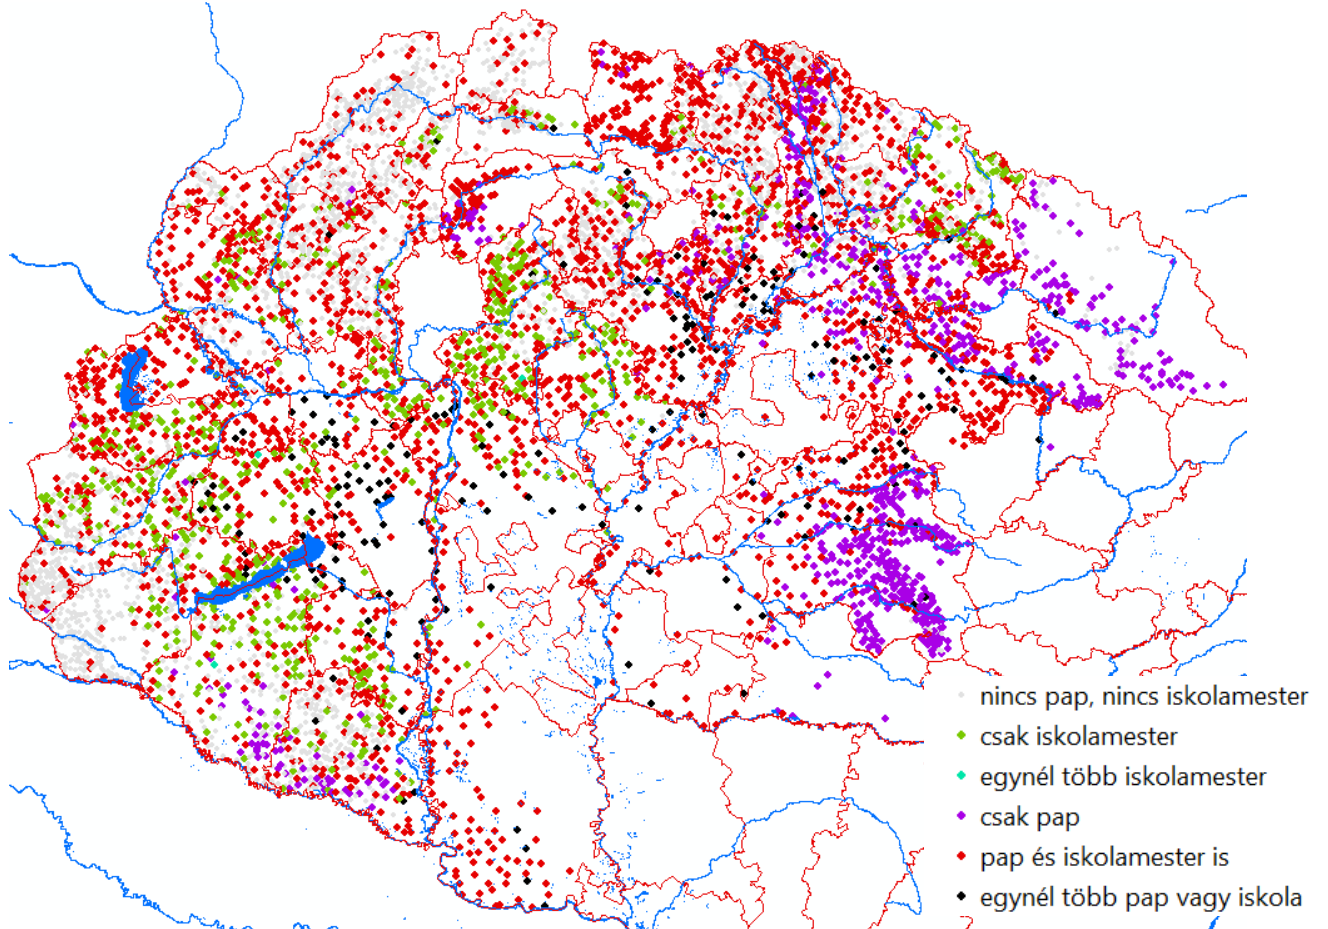 nincs pap, nincs iskolamester
csak iskolamester
egynél több iskolamester
csak pap
pap és iskolamester is
egynél több pap vagy iskola